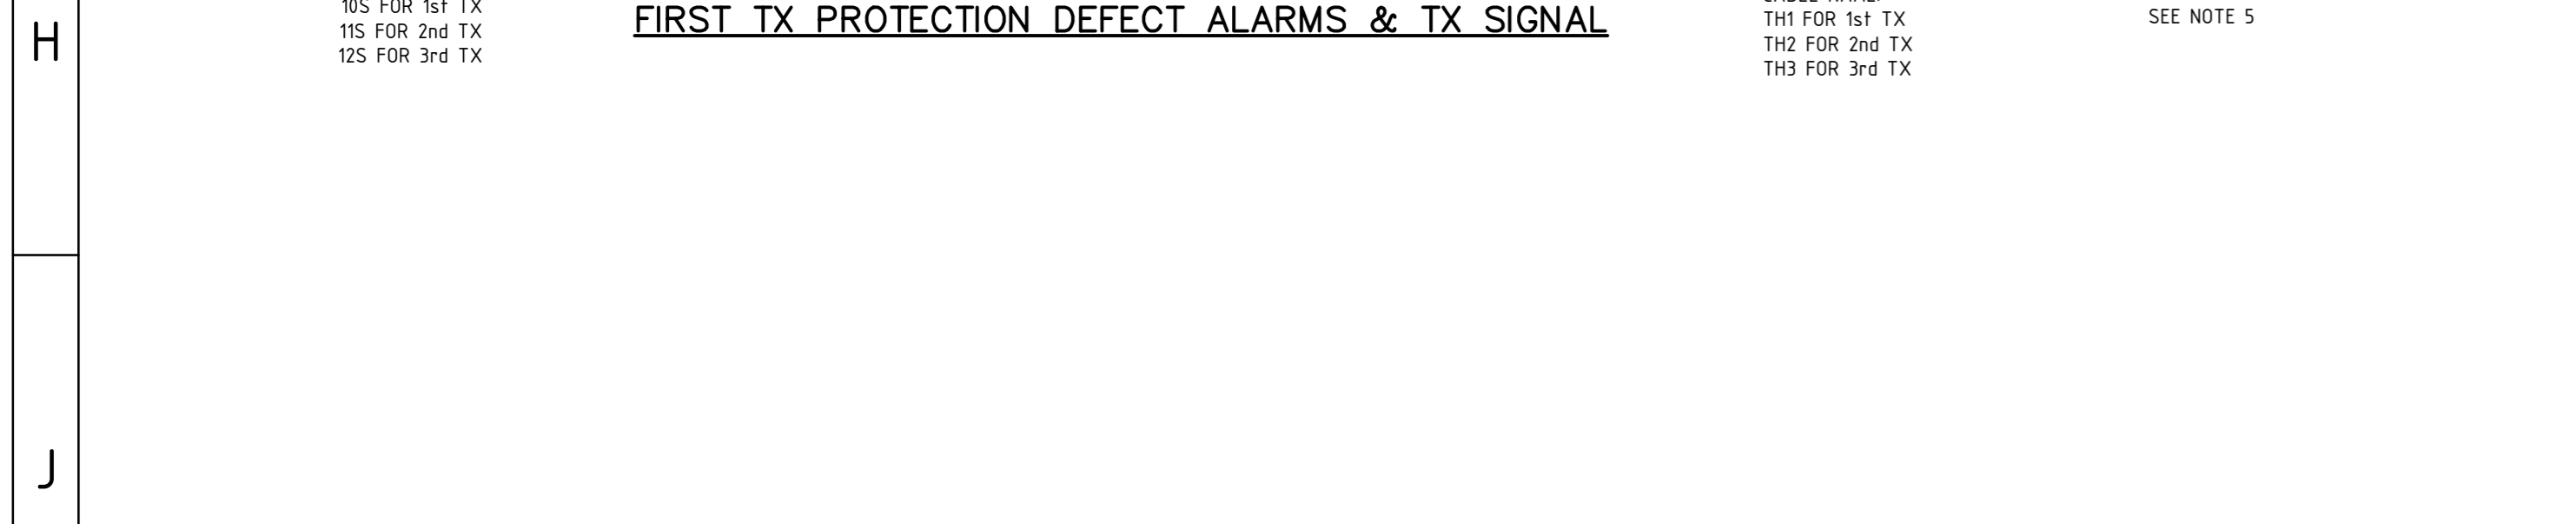 10S FOR 1st TX
11S FOR 2nd TX
12S FOR 3rd TX
FIRST TX PROTECTION DEFECT ALARMS & TX SIGNAL
TH1 FOR 1st TX
TH2 FOR 2nd TX
TH3 FOR 3rd TX
SEE NOTE 5
H
J